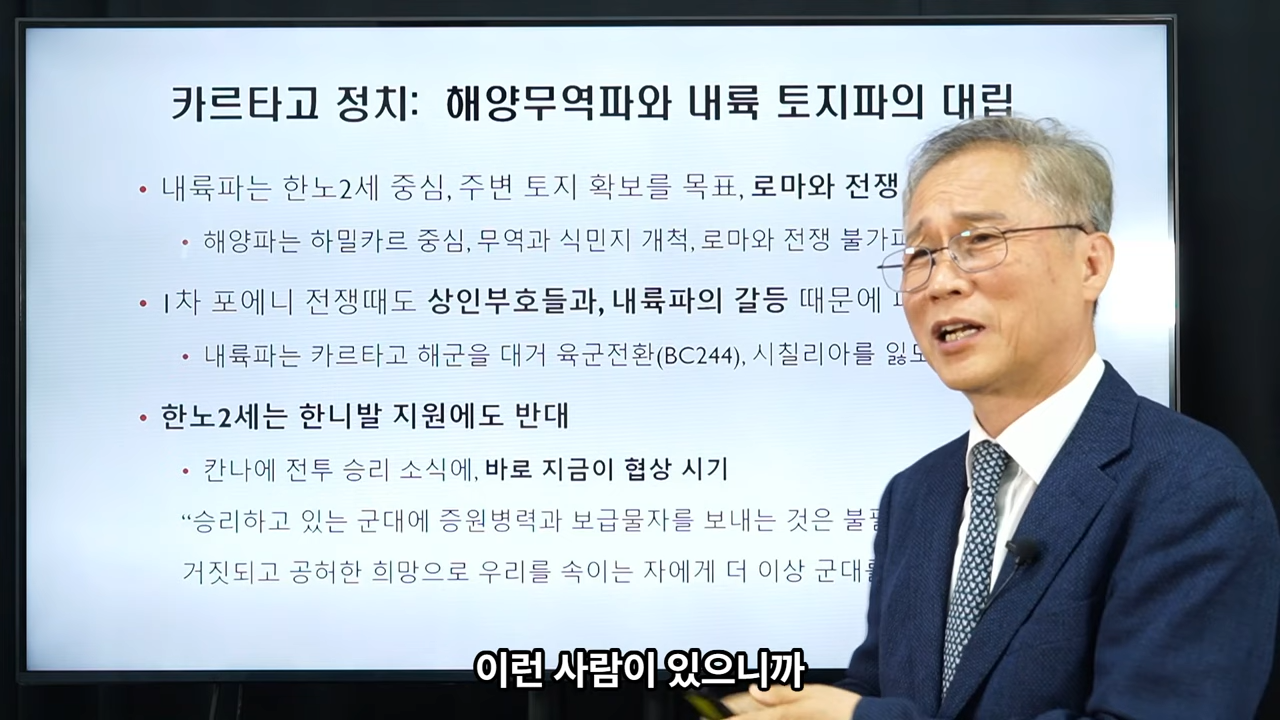 카르타고 정치: 해양무역파와 내륙 토지파의 대립
• 내륙파는 한노2세 중심, 주변 토지 확보를 목표, 로마와 전쟁
• 해양파는 하밀카르 중심, 무역과 식민지 개척, 로마와 전쟁
• 1차 포에니 전쟁때도 상인부호들과, 내륙파의 갈등 때문에
• 내륙파는 카르타고 해군을 대거 육군전환(BC244), 시칠리아를
• 한노2세는 한니발 지원에도 반대
• 칸나에 전투 승리 소식에, 바로 지금이 협상 시기
“승리하고 있는 군대에 증원병력과 보급물자를 보내는 것은
거짓되고 공허한 희망으로 우리를 속이는 자에게 더 이상
이런 사람이 있으니까